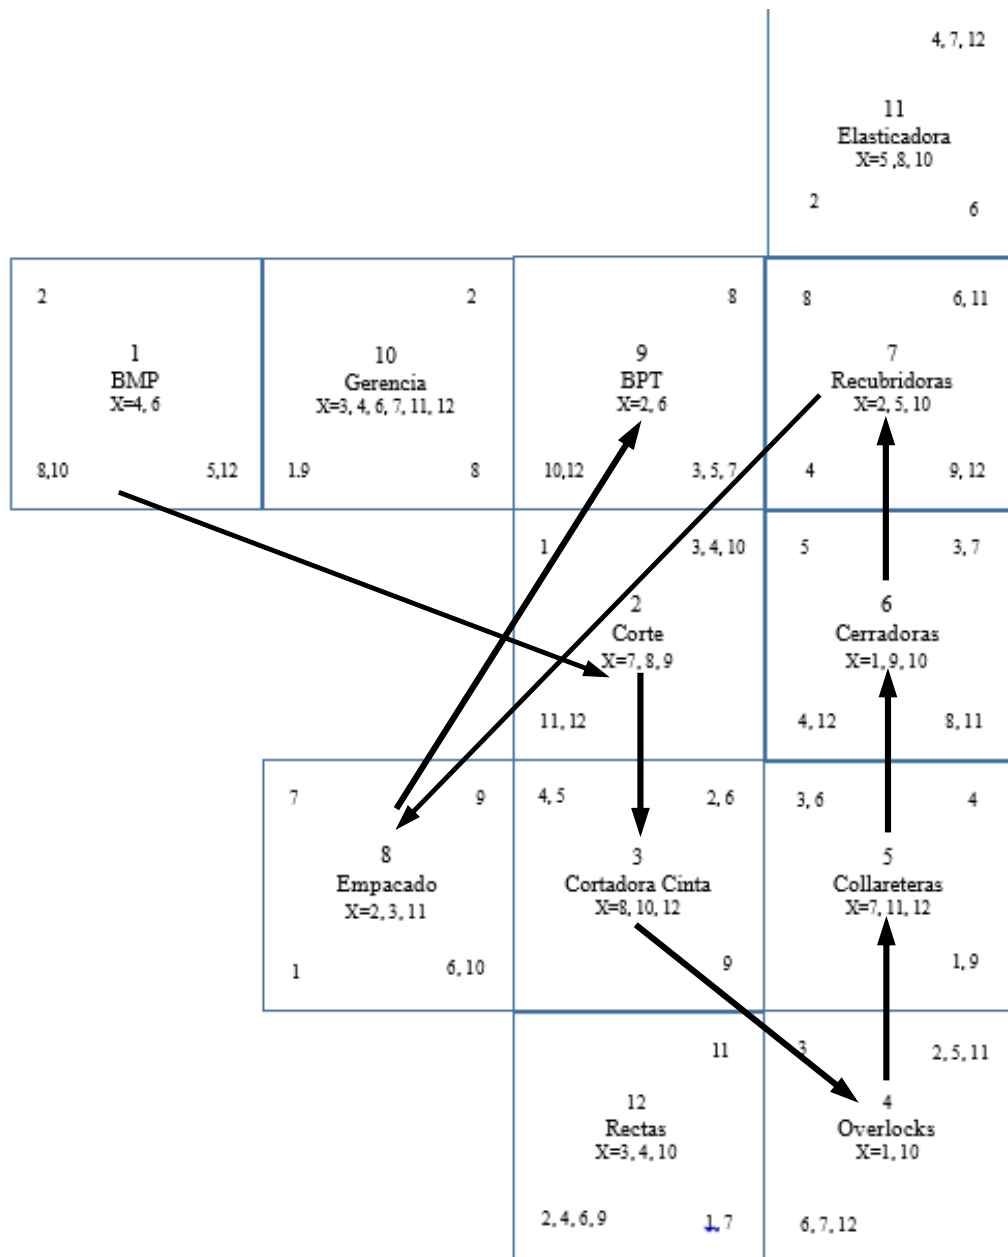 4, 7, 12
11
Elasticadora
X=5 ,8, 10
2
6
2
1
BMP
X=4, 6
8,10
5,12
2
10
Gerencia
X=3, 4, 6, 7, 11, 12
1.9
8
8
9
BPT
X=2, 6
10,12
3, 5, 7
8
6, 11
7
Recubridoras
X=2, 5, 10
4
9, 12
1
3, 4, 10
2
Corte
X=7, 8, 9
11, 12
5
3, 7
6
Cerradoras
X=1, 9, 10
4, 12
8, 11
7
9
8
Empacado
X=2, 3, 11
1
6, 10
4, 5
2, 6
3
Cortadora Cinta
X=8, 10, 12
9
3, 6
4
5
Collareteras
X=7, 11, 12
1, 9
11
12
Rectas
X=3, 4, 10
2, 4, 6, 9
1, 7
3
2, 5, 11
4
Overlocks
X=1, 10
6, 7, 12